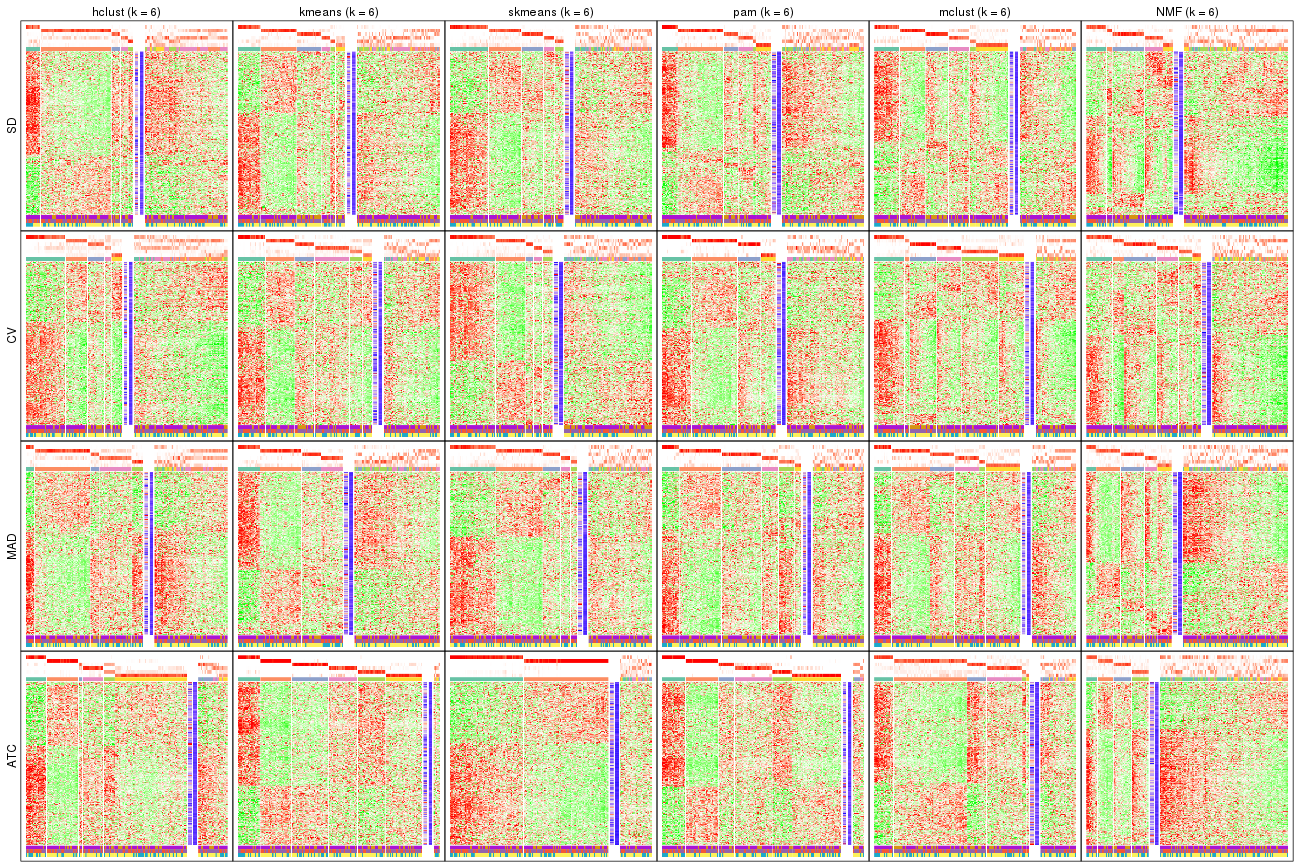 hclust (k = 6) kmeans (k = 6) skmeans (k = 6) pam (k = 6) mclust (k = 6) NMF (k = 6)
SD
CV
MAD
ATC